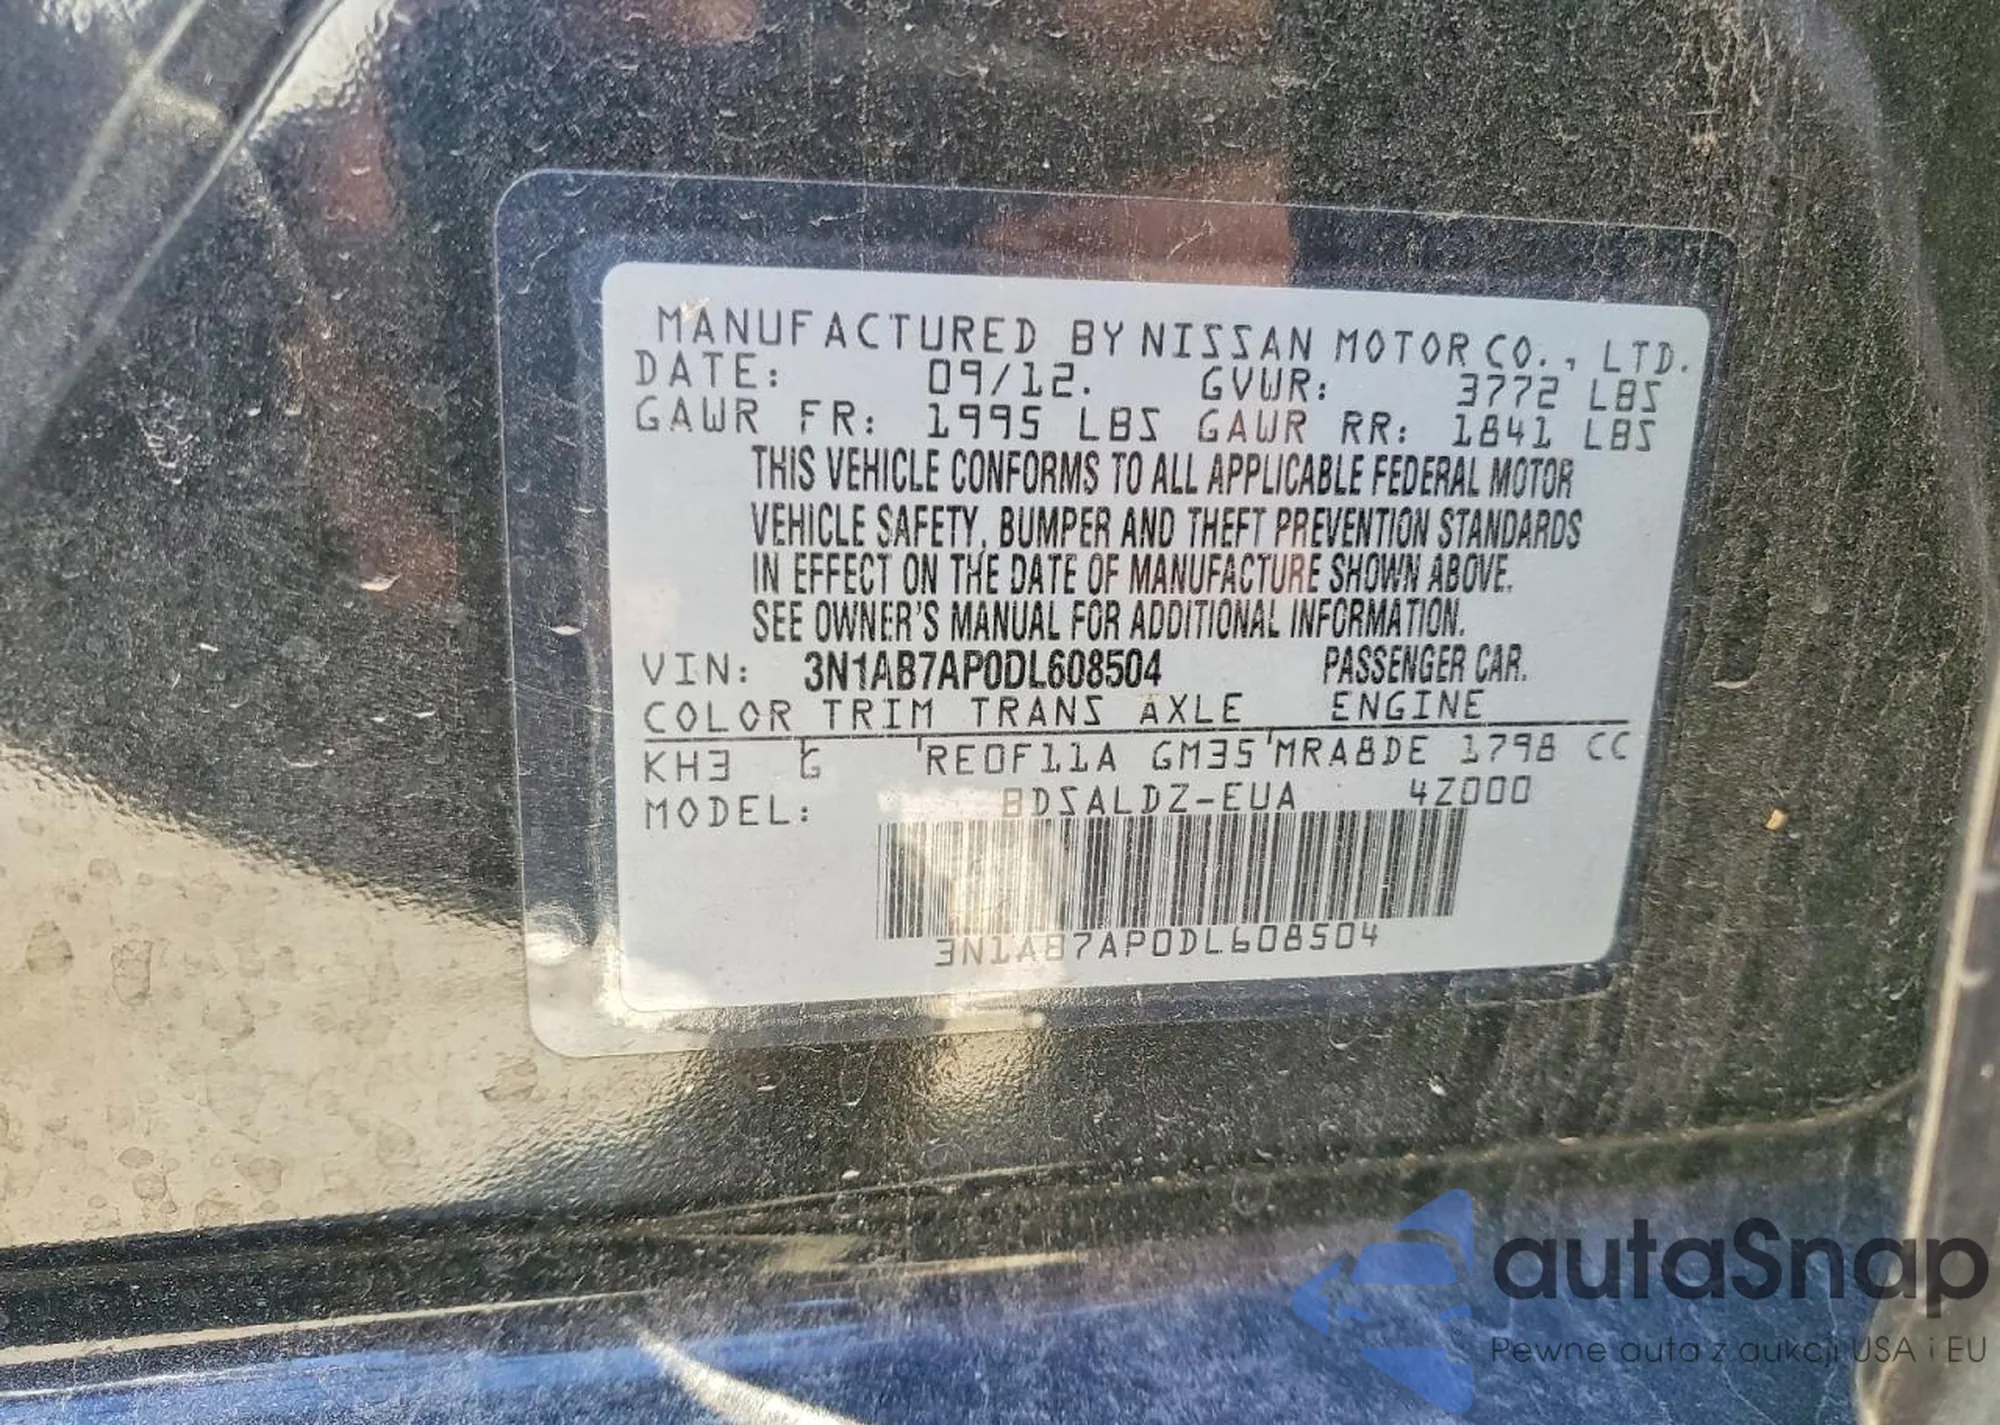 MANUFACTURED BY NISSAN MOTOR CO., LTD.
DATE: 09/12. GVWR: 3772 LBS
GAWR FR: 1995 LBS GAWR RR: 1841 LBS
THIS VEHICLE CONFORMS TO ALL APPLICABLE FEDERAL MOTOR
VEHICLE SAFETY, BUMPER AND THEFT PREVENTION STANDARDS
IN EFFECT ON THE DATE OF MANUFACTURE SHOWN ABOVE.
SEE OWNER'S MANUAL FOR ADDITIONAL INFORMATION.
VIN: 3N1AB7AP0DL608504 PASSENGER CAR.
COLOR TRIM TRANS AXLE ENGINE
KH3 G RE0F11A GM35 MRA8DE 1798 CC
MODEL: BDSALDZ-EUA 4Z000
3N1AB7AP0DL608504
autaSnap
Pewne auta z aukcji USA i EU